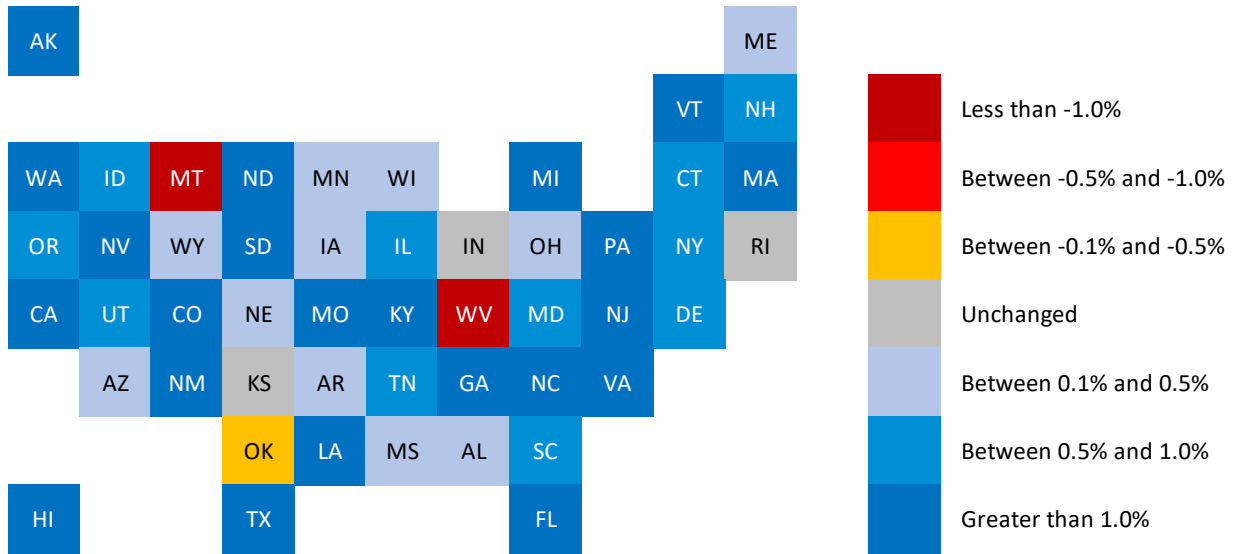 AK ME
VT NH Less than -1.0%
WA ID MT ND MN WI MI CT MA Between -0.5% and -1.0%
OR NV WY SD IA IL IN OH PA NY RI Between -0.1% and -0.5%
CA UT CO NE MO KY WV MD NJ DE Unchanged
AZ NM KS AR TN GA NC VA Between 0.1% and 0.5%
OK LA MS AL SC Between 0.5% and 1.0%
HI TX FL Greater than 1.0%